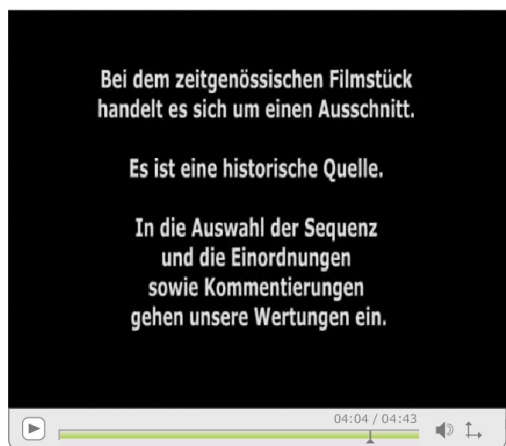 Bei dem zeitgenössischen Filmstück
handelt es sich um einen Ausschnitt.
Es ist eine historische Quelle.
In die Auswahl der Sequenz
und die Einordnungen
sowie Kommentierungen
gehen unsere Wertungen ein.
04:04 / 04:43